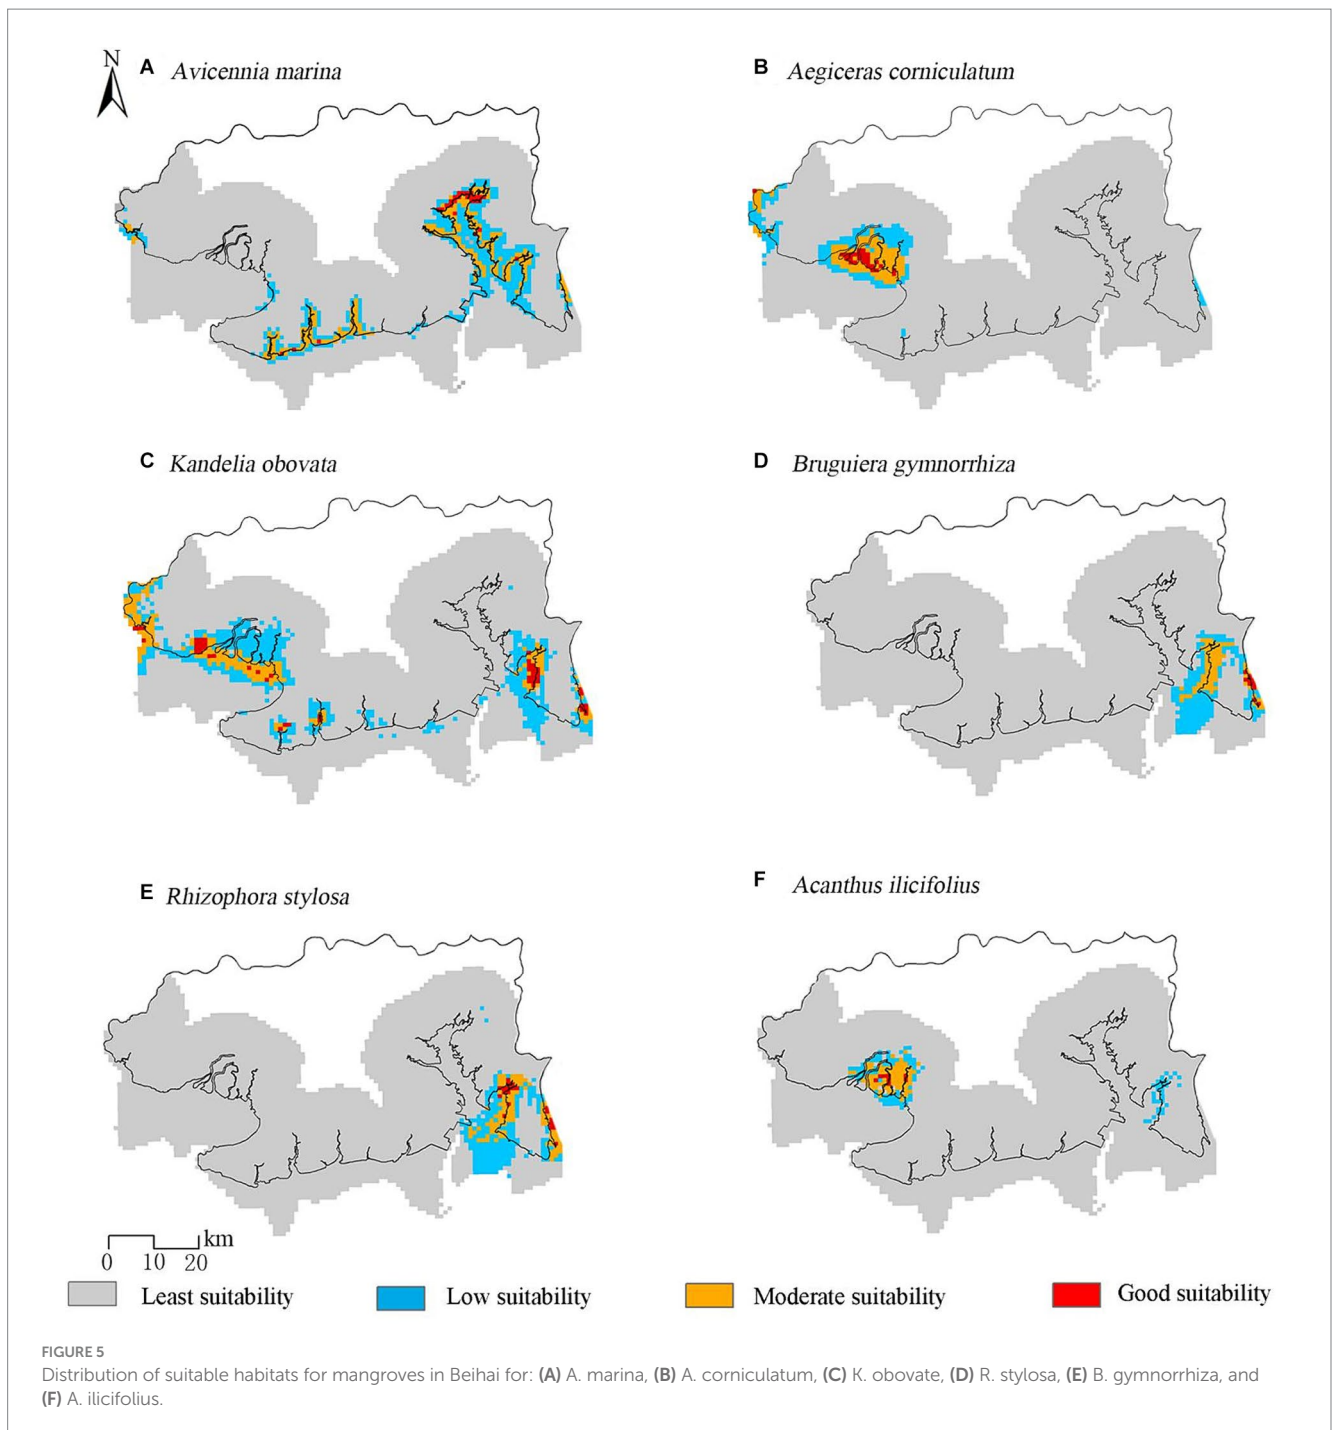 N
A Avicennia marina
B Aegiceras corniculatum
C Kandelia obovata
D Bruguiera gymnorrhiza
E Rhizophora stylosa
F Acanthus ilicifolius
km
0 10 20
Least suitability
Low suitability
Moderate suitability
Good suitability
FIGURE 5
Distribution of suitable habitats for mangroves in Beihai for: (A) A. marina, (B) A. corniculatum, (C) K. obovate, (D) R. stylosa, (E) B. gymnorrhiza, and
(F) A. ilicifolius.